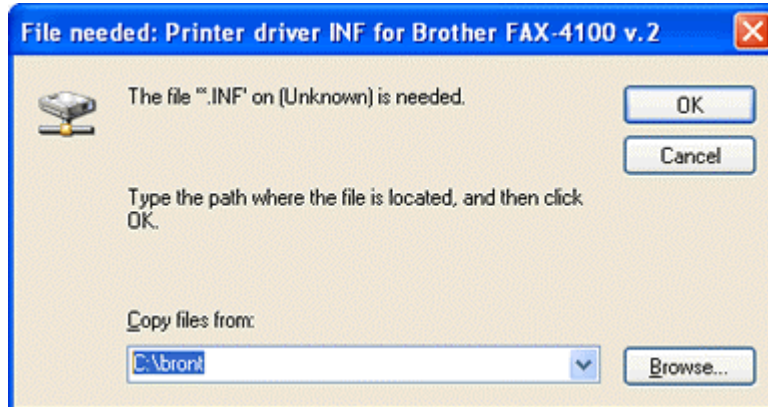 File needed: Printer driver INF for Brother FAX-4100 v.2
The file '*.INF' on (Unknown) is needed.
OK
Cancel
Type the path where the file is located, and then click
OK.
Copy files from:
C:\bront
Browse...